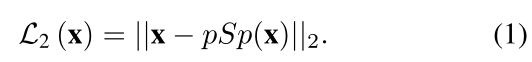 ℒ₂ (𝐱) = ||𝐱 − pSp(𝐱)||₂. (1)